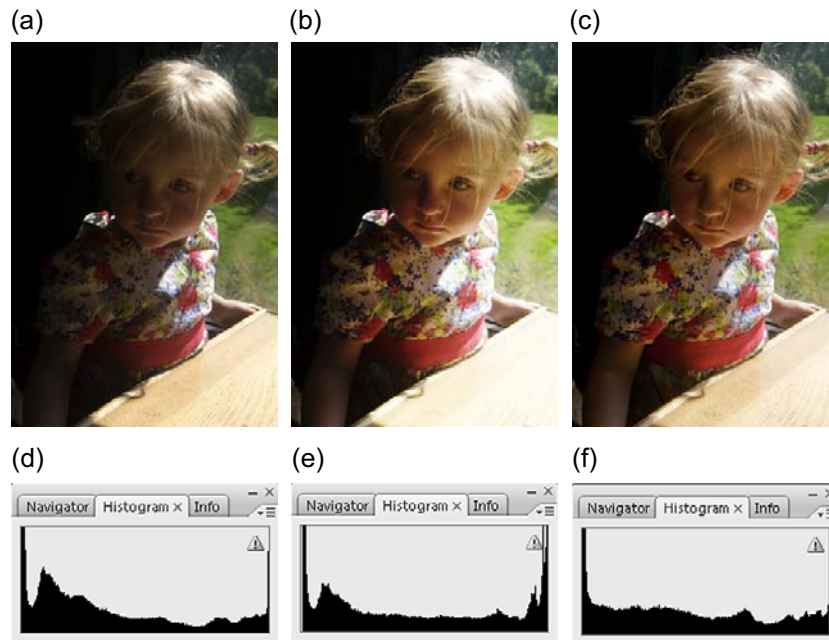 (a) (b) (c)
(d) (e) (f)
Navigator Histogram × Info Navigator Histogram × Info Navigator Histogram × Info